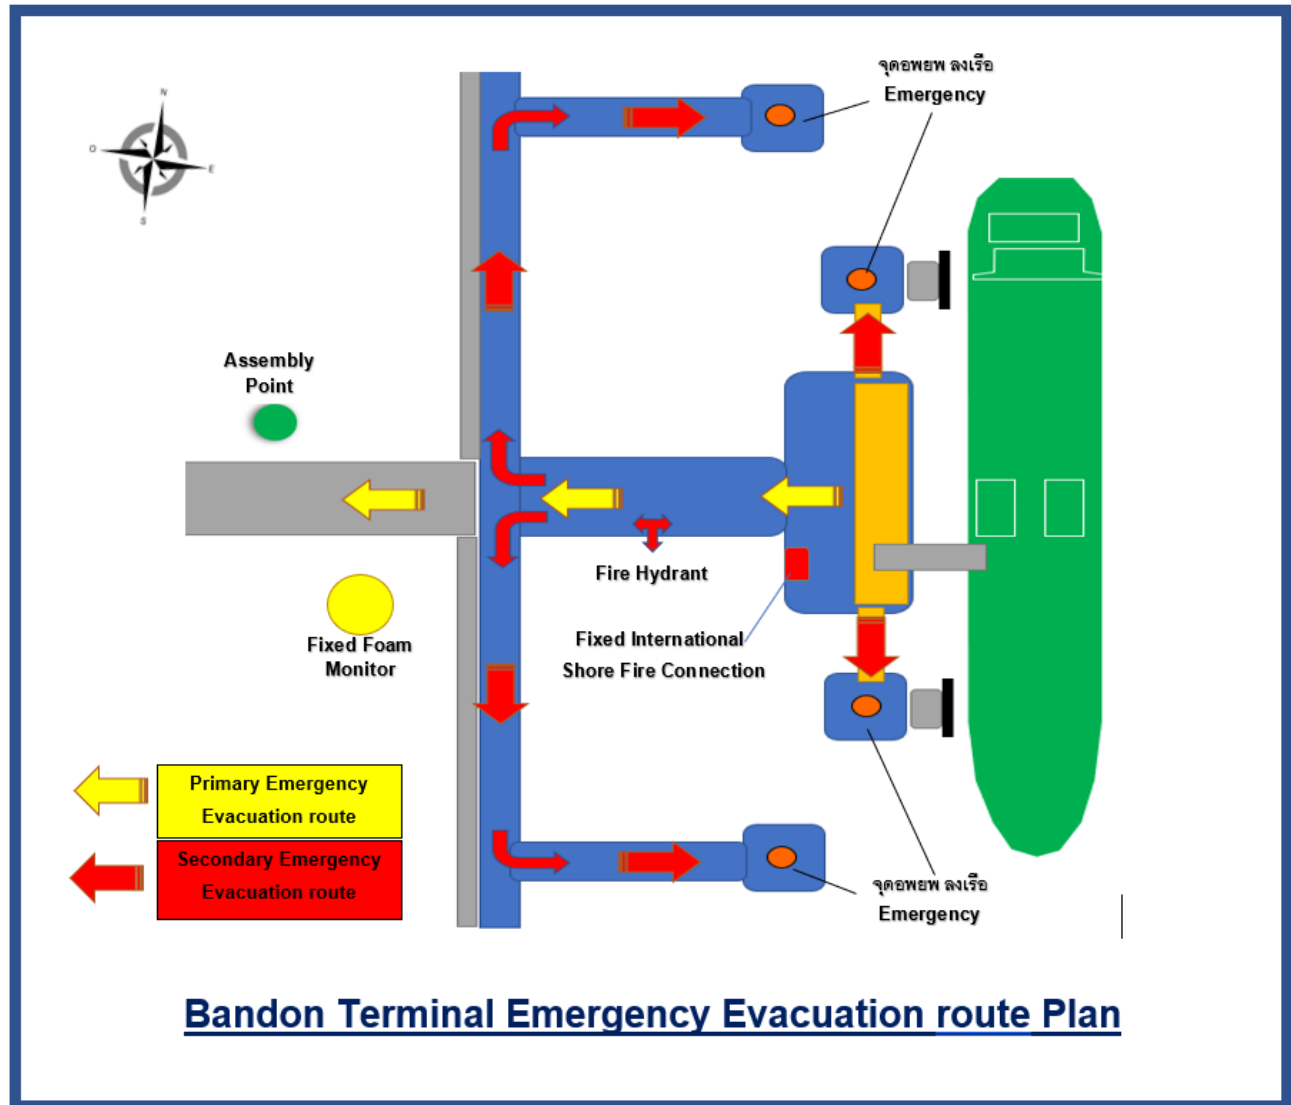 จุดอพยพ ลงเรือ
Emergency
N
O
E
S
Assembly
Point
Fire Hydrant
Fixed International
Shore Fire Connection
Fixed Foam
Monitor
Primary Emergency
Evacuation route
Secondary Emergency
Evacuation route
จุดอพยพ ลงเรือ
Emergency
Bandon Terminal Emergency Evacuation route Plan